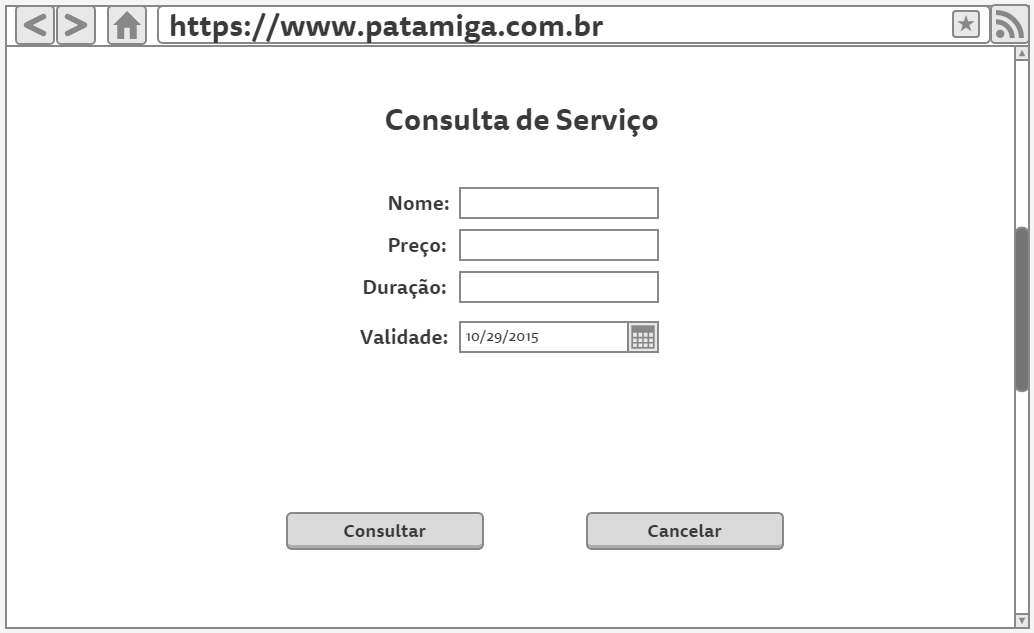 https://www.patamiga.com.br
Consulta de Serviço
Nome:
Preço:
Duração:
Validade: 10/29/2015
Consultar Cancelar